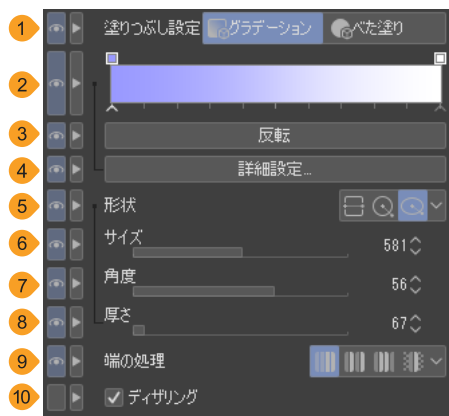 1 塗りつぶし設定 グラデーション べた塗り
2
3 反転
4 詳細設定...
5 形状
6 サイズ 581
7 角度 56
8 厚さ 67
9 端の処理
10 ディザリング